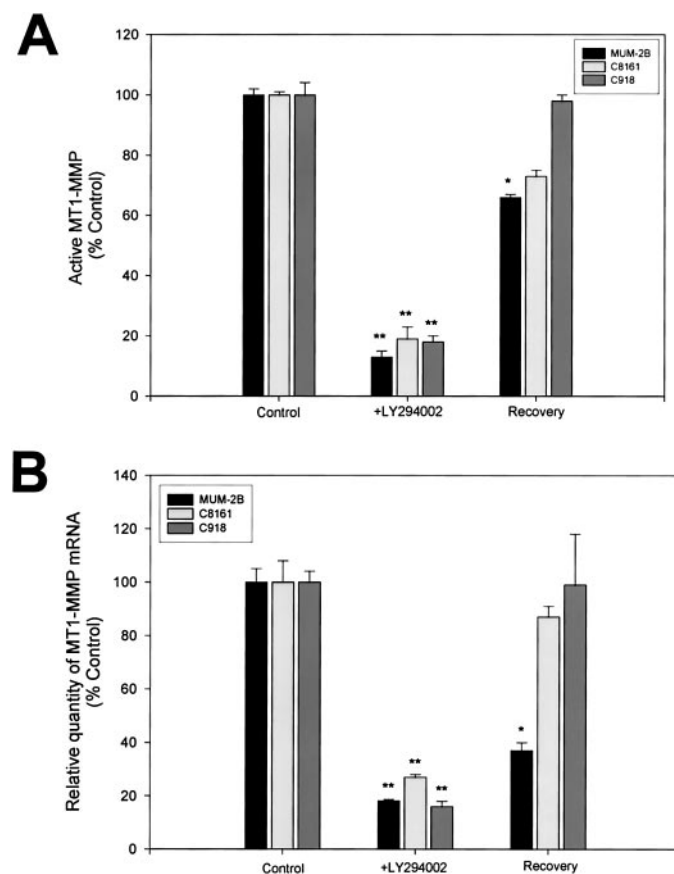 A
Active MT1-MMP
(% Control)
120
100
80
60
40
20
0
MUM-2B
C8161
C918
**
**
**
*
Control
+LY294002
Recovery
B
Relative quantity of MT1-MMP mRNA
(% Control)
140
120
100
80
60
40
20
0
MUM-2B
C8161
C918
**
**
**
*
Control
+LY294002
Recovery